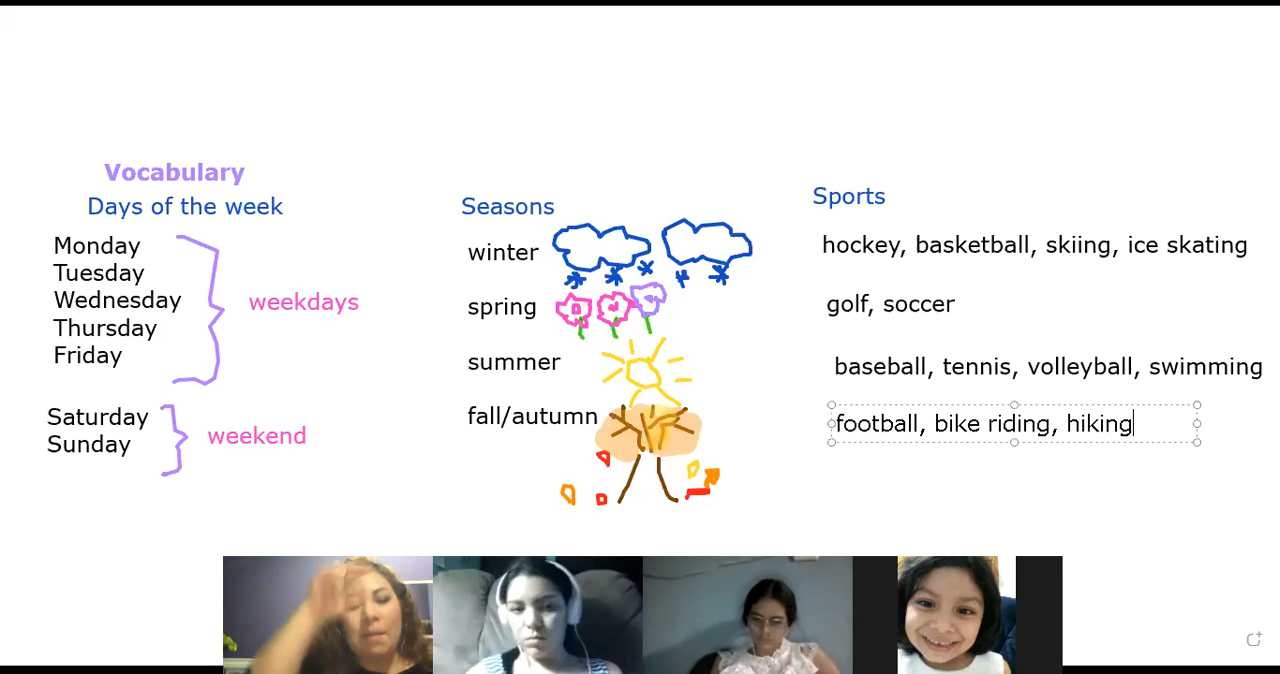 Vocabulary
Days of the week
Monday
Tuesday
Wednesday
Thursday
Friday
weekdays
Saturday
Sunday
weekend
Seasons
winter
spring
summer
fall/autumn
Sports
hockey, basketball, skiing, ice skating
golf, soccer
baseball, tennis, volleyball, swimming
football, bike riding, hiking